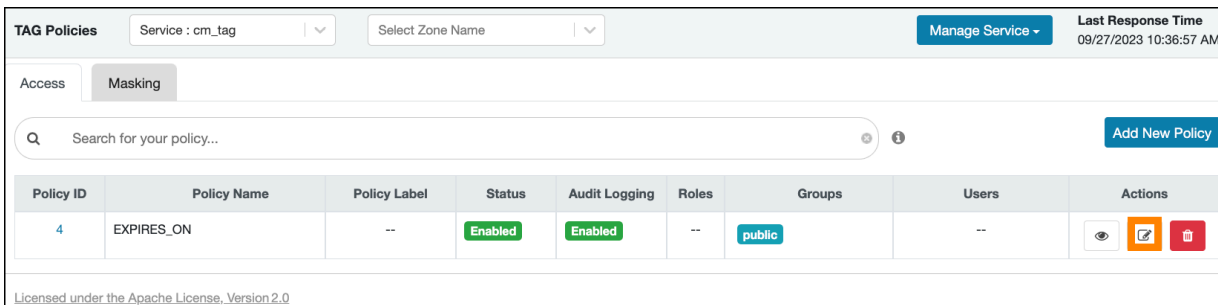 TAG Policies Service : cm_tag Select Zone Name Manage Service Last Response Time
09/27/2023 10:36:57 AM
Access Masking
Search for your policy... Add New Policy
Policy ID Policy Name Policy Label Status Audit Logging Roles Groups Users Actions
4 EXPIRES_ON -- Enabled Enabled -- public --
Licensed under the Apache License, Version 2.0